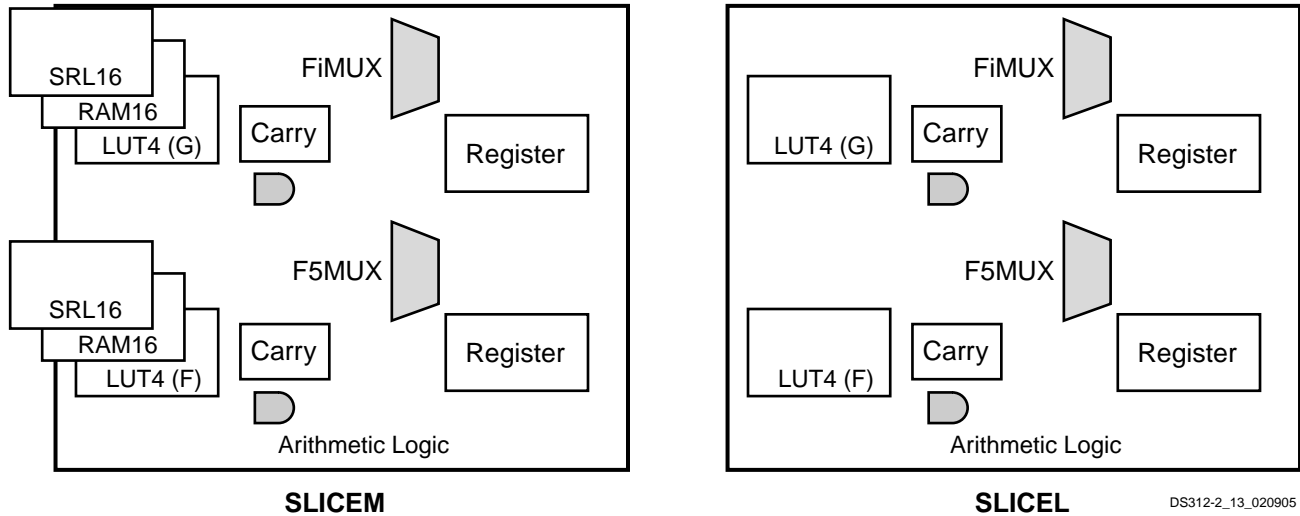 SRL16
RAM16
LUT4 (G)
Carry
FiMUX
Register
SRL16
RAM16
LUT4 (F)
Carry
F5MUX
Register
Arithmetic Logic
SLICEM
FiMUX
LUT4 (G)
Carry
Register
F5MUX
LUT4 (F)
Carry
Register
Arithmetic Logic
SLICEL
DS312-2_13_020905